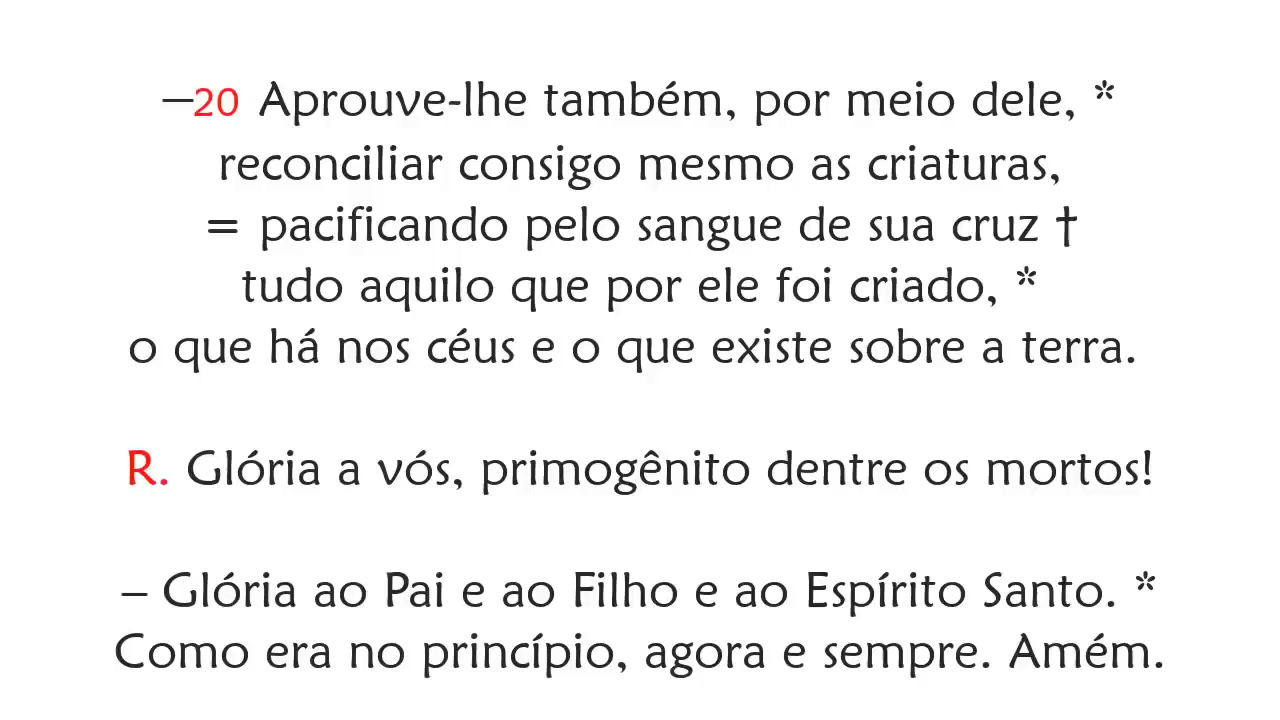 —20 Aprouve-lhe também, por meio dele, *
reconciliar consigo mesmo as criaturas,
= pacificando pelo sangue de sua cruz †
tudo aquilo que por ele foi criado, *
o que há nos céus e o que existe sobre a terra.
R. Glória a vós, primogênito dentre os mortos!
– Glória ao Pai e ao Filho e ao Espírito Santo. *
Como era no princípio, agora e sempre. Amém.